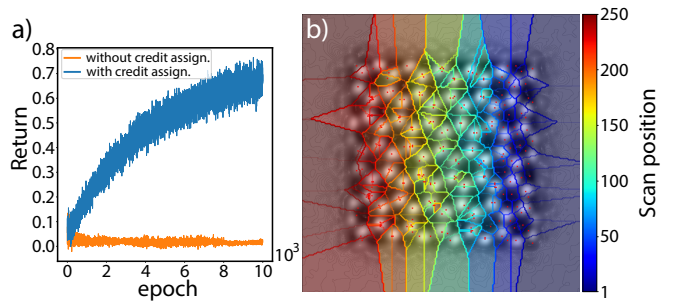 a)
0.8
0.7
0.6
0.5
0.4
0.3
0.2
0.1
0.0
Return
without credit assign.
with credit assign.
0 2 4 6 8 10
10³
epoch
b)
250
200
150
100
50
1
Scan position